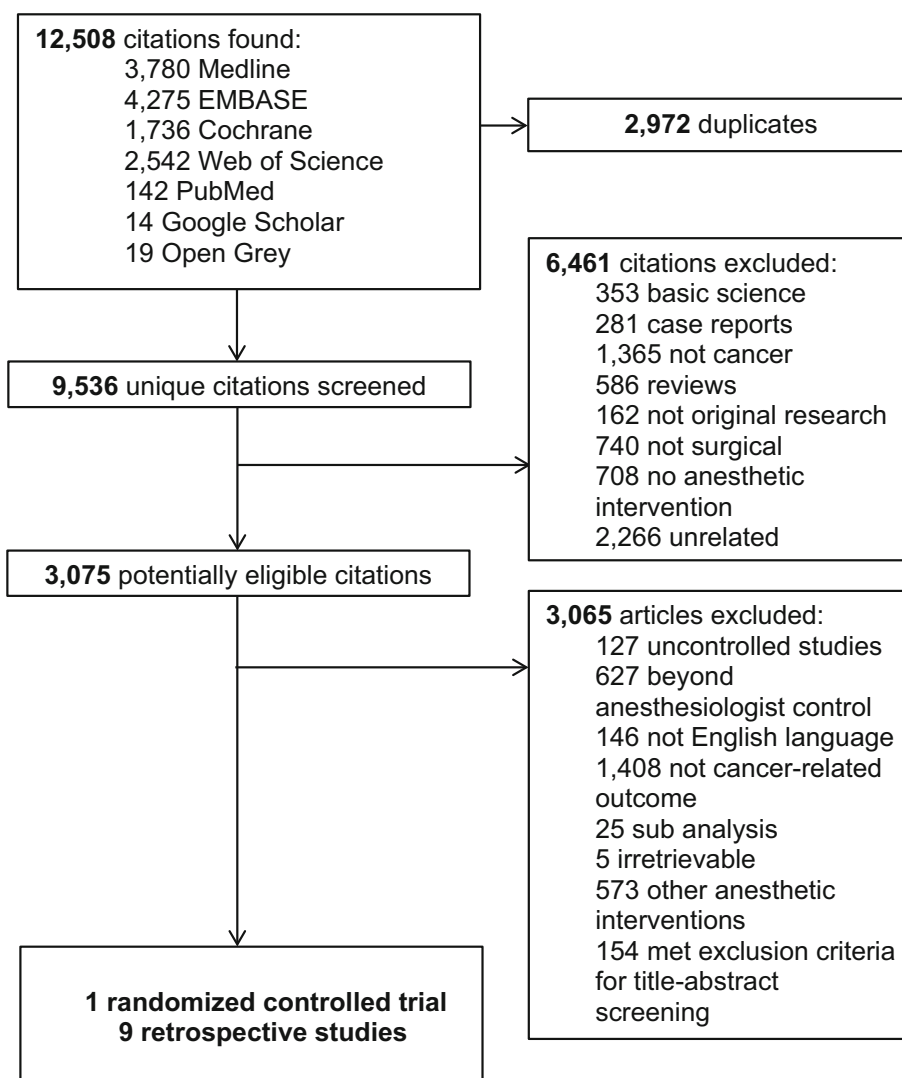 12,508 citations found:
3,780 Medline
4,275 EMBASE
1,736 Cochrane
2,542 Web of Science
142 PubMed
14 Google Scholar
19 Open Grey
2,972 duplicates
9,536 unique citations screened
6,461 citations excluded:
353 basic science
281 case reports
1,365 not cancer
586 reviews
162 not original research
740 not surgical
708 no anesthetic
intervention
2,266 unrelated
3,075 potentially eligible citations
3,065 articles excluded:
127 uncontrolled studies
627 beyond
anesthesiologist control
146 not English language
1,408 not cancer-related
outcome
25 sub analysis
5 irretrievable
573 other anesthetic
interventions
154 met exclusion criteria
for title-abstract
screening
1 randomized controlled trial
9 retrospective studies